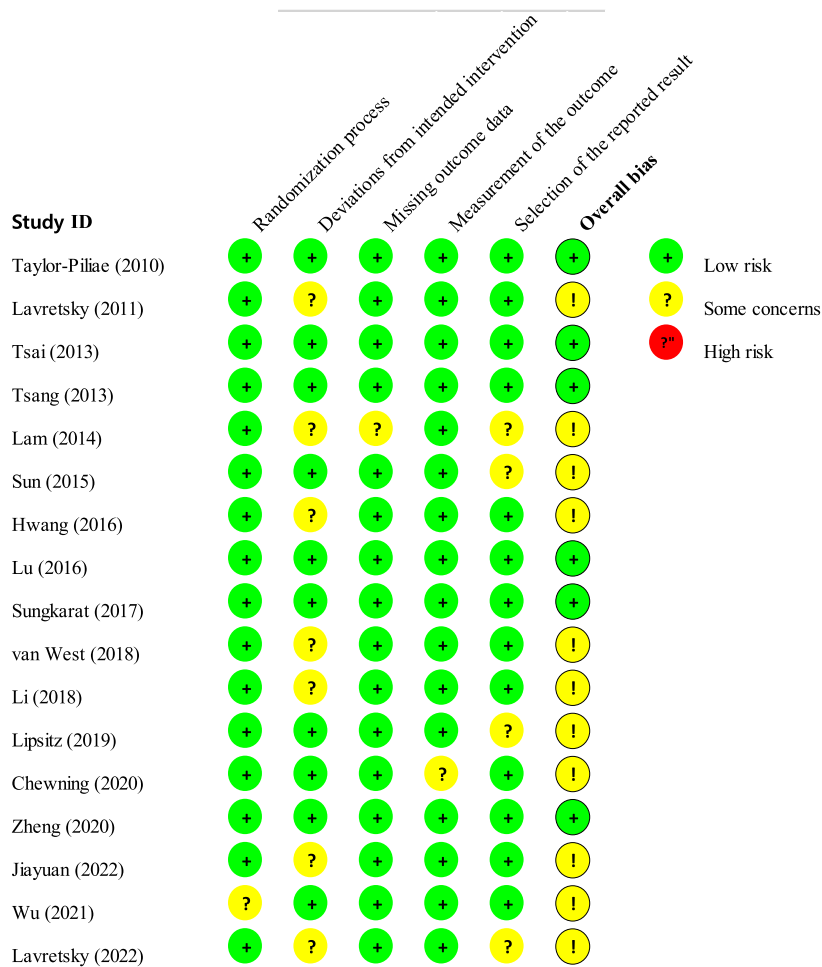 Randomization process
Deviations from intended intervention
Missing outcome data
Measurement of the outcome
Selection of the reported result
Overall bias
Study ID
Taylor-Piliae (2010) + + + + + +
+ Low risk
Lavretsky (2011) + ? + + + !
? Some concerns
Tsai (2013) + + + + + +
?" High risk
Tsang (2013) + + + + + +
Lam (2014) + ? ? + ? !
Sun (2015) + + + + ? !
Hwang (2016) + ? + + + !
Lu (2016) + + + + + +
Sungkarat (2017) + + + + + +
van West (2018) + ? + + + !
Li (2018) + ? + + + !
Lipsitz (2019) + + + + ? !
Chewning (2020) + + + ? + !
Zheng (2020) + + + + + +
Jiayuan (2022) + ? + + + !
Wu (2021) ? + + + + !
Lavretsky (2022) + ? + + ? !